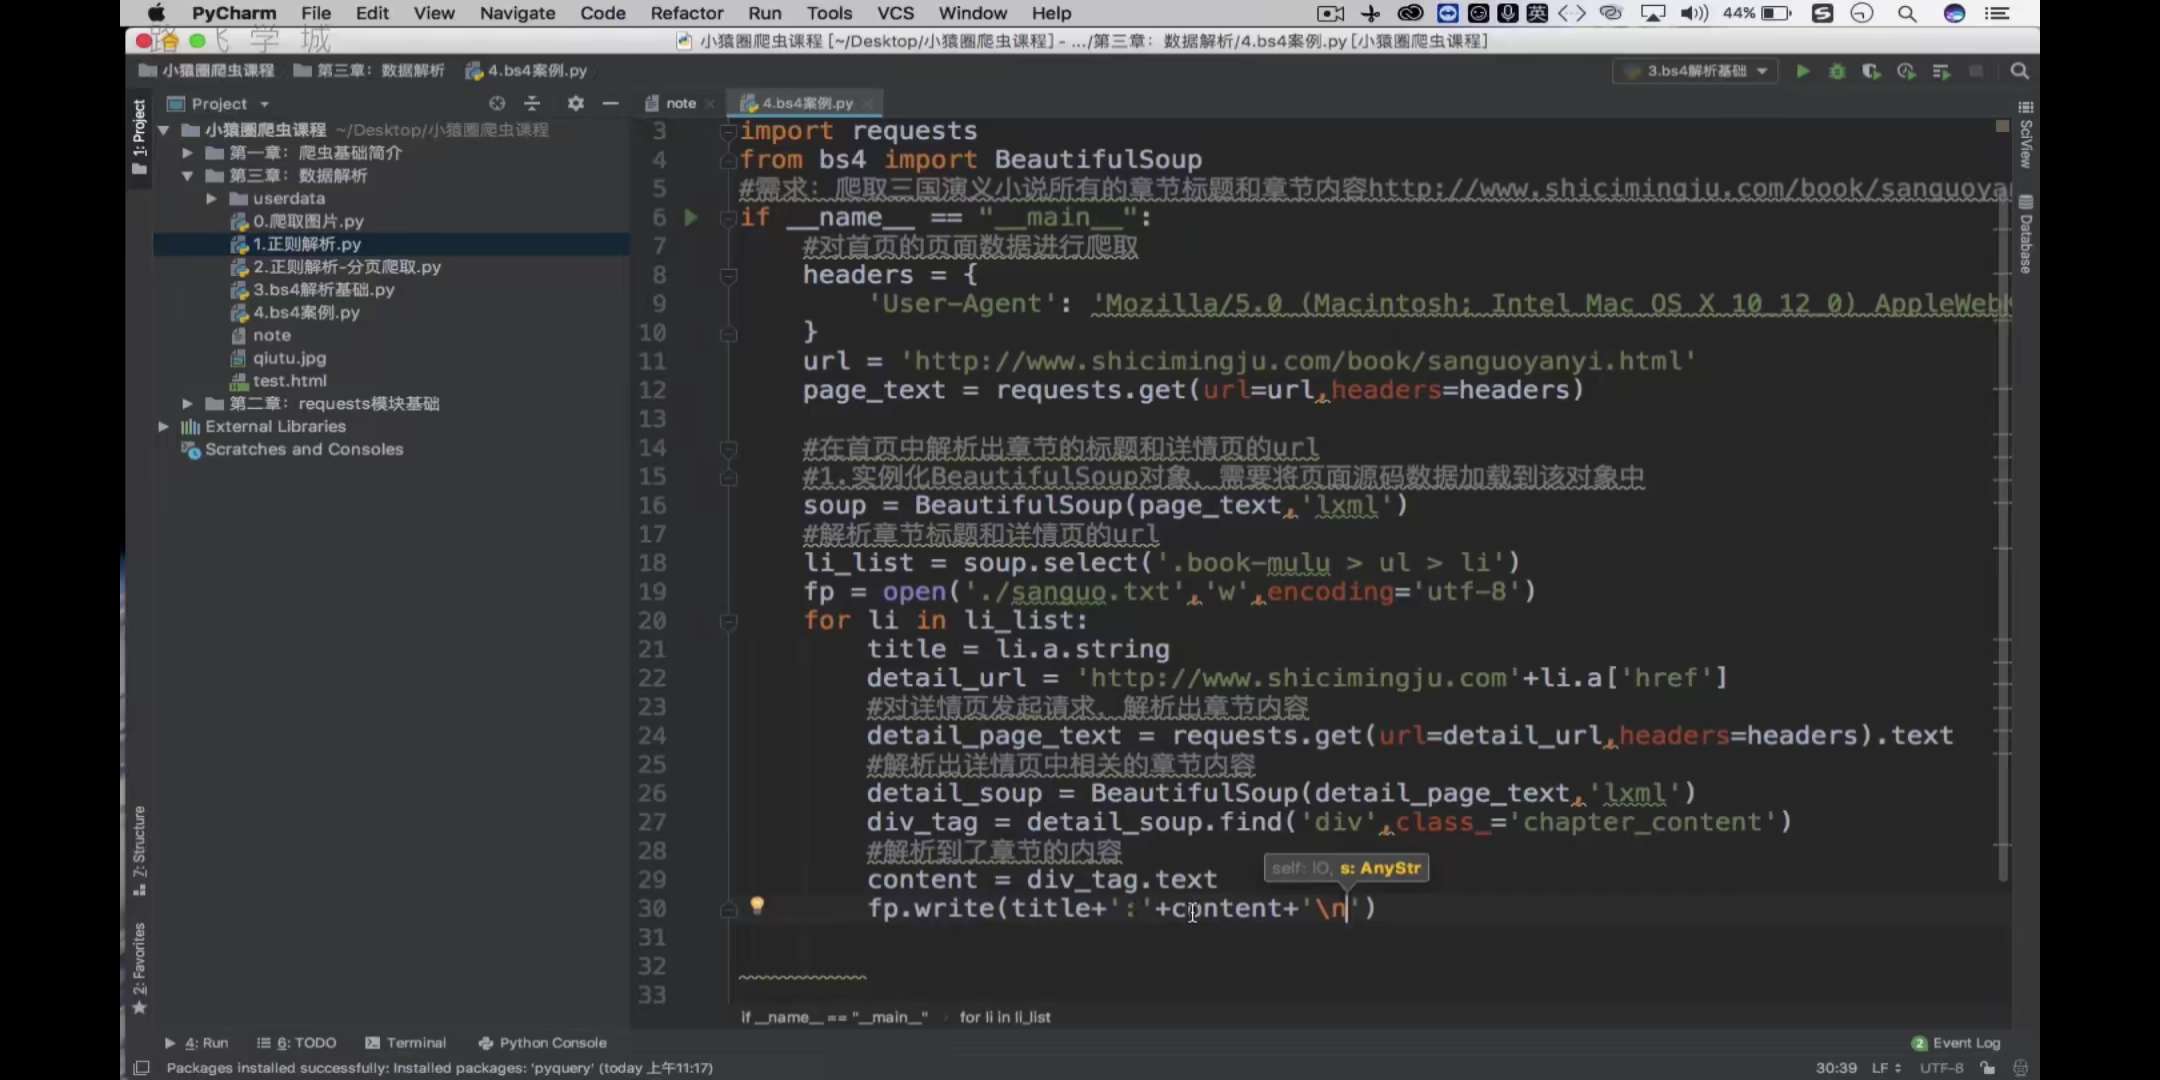 PyCharm File Edit View Navigate Code Refactor Run Tools VCS Window Help 英 44%
飞 学 城
小猿圈爬虫课程 [~/Desktop/小猿圈爬虫课程] - .../第三章：数据解析/4.bs4案例.py [小猿圈爬虫课程]
小猿圈爬虫课程 第三章：数据解析 4.bs4案例.py 3.bs4解析基础
Project note 4.bs4案例.py
1: Project
小猿圈爬虫课程 ~/Desktop/小猿圈爬虫课程
第一章：爬虫基础简介
第三章：数据解析
userdata
0.爬取图片.py
1.正则解析.py
2.正则解析-分页爬取.py
3.bs4解析基础.py
4.bs4案例.py
note
qiutu.jpg
test.html
第二章：requests模块基础
External Libraries
Scratches and Consoles
3 import requests
4 from bs4 import BeautifulSoup
5 #需求：爬取三国演义小说所有的章节标题和章节内容http://www.shicimingju.com/book/sanguoyan
6 if __name__ == "__main__":
7 #对首页的页面数据进行爬取
8 headers = {
9 'User-Agent': 'Mozilla/5.0 (Macintosh; Intel Mac OS X 10_12_0) AppleWebK
10 }
11 url = 'http://www.shicimingju.com/book/sanguoyanyi.html'
12 page_text = requests.get(url=url,headers=headers)
13
14 #在首页中解析出章节的标题和详情页的url
15 #1.实例化BeautifulSoup对象，需要将页面源码数据加载到该对象中
16 soup = BeautifulSoup(page_text,'lxml')
17 #解析章节标题和详情页的url
18 li_list = soup.select('.book-mulu > ul > li')
19 fp = open('./sanguo.txt','w',encoding='utf-8')
20 for li in li_list:
21 title = li.a.string
22 detail_url = 'http://www.shicimingju.com'+li.a['href']
23 #对详情页发起请求，解析出章节内容
24 detail_page_text = requests.get(url=detail_url,headers=headers).text
25 #解析出详情页中相关的章节内容
26 detail_soup = BeautifulSoup(detail_page_text,'lxml')
27 div_tag = detail_soup.find('div',class_='chapter_content')
28 #解析到了章节的内容
self: IO, s: AnyStr
29 content = div_tag.text
30 fp.write(title+':'+content+'\n')
31
32
33
if __name__ == "__main__" › for li in li_list
SciView
Database
7: Structure
2: Favorites
4: Run 6: TODO Terminal Python Console 2 Event Log
Packages installed successfully: Installed packages: 'pyquery' (today 上午11:17) 30:39 LF UTF-8